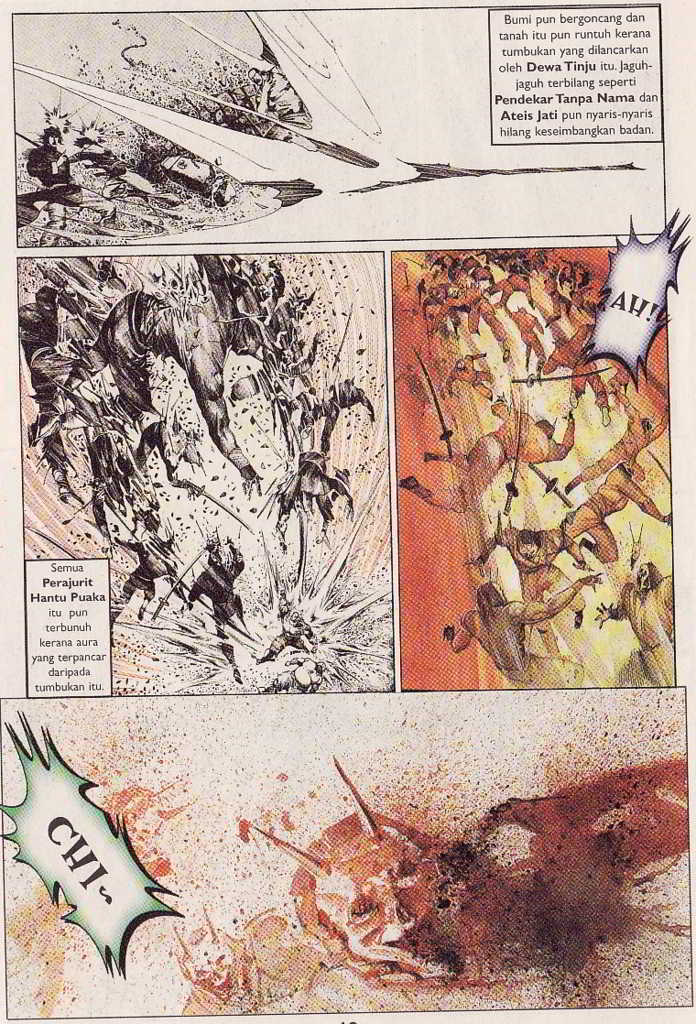 Bumi pun bergoncang dan
tanah itu pun runtuh kerana
tumbukan yang dilancarkan
oleh Dewa Tinju itu. Jaguh-
jaguh terbilang seperti
Pendekar Tanpa Nama dan
Ateis Jati pun nyaris-nyaris
hilang keseimbangkan badan.
AH!!
Semua
Perajurit
Hantu Puaka
itu pun
terbunuh
kerana aura
yang terpancar
daripada
tumbukan itu.
CHI~